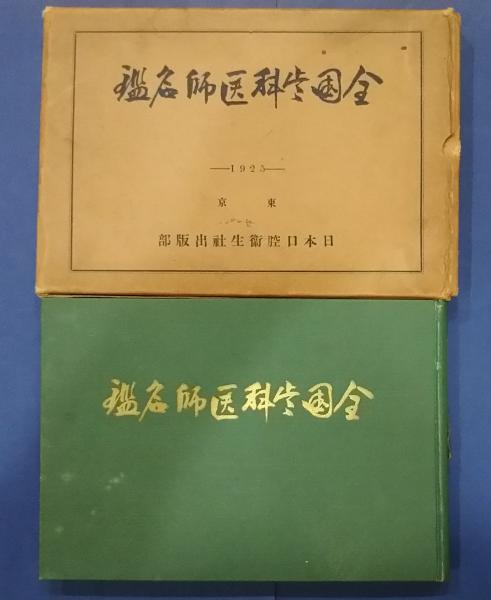 全国歯科医師名鑑
—1925—
東京
日本口腔衛生社出版部
全国歯科医師名鑑